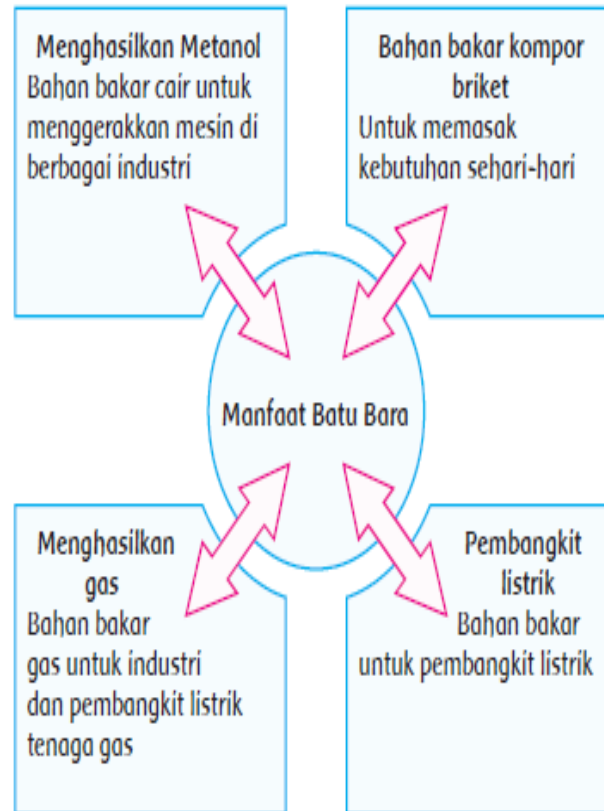 Menghasilkan Metanol
Bahan bakar cair untuk
menggerakkan mesin di
berbagai industri
Bahan bakar kompor
briket
Untuk memasak
kebutuhan sehari-hari
Manfaat Batu Bara
Menghasilkan
gas
Bahan bakar
gas untuk industri
dan pembangkit listrik
tenaga gas
Pembangkit
listrik
Bahan bakar
untuk pembangkit listrik